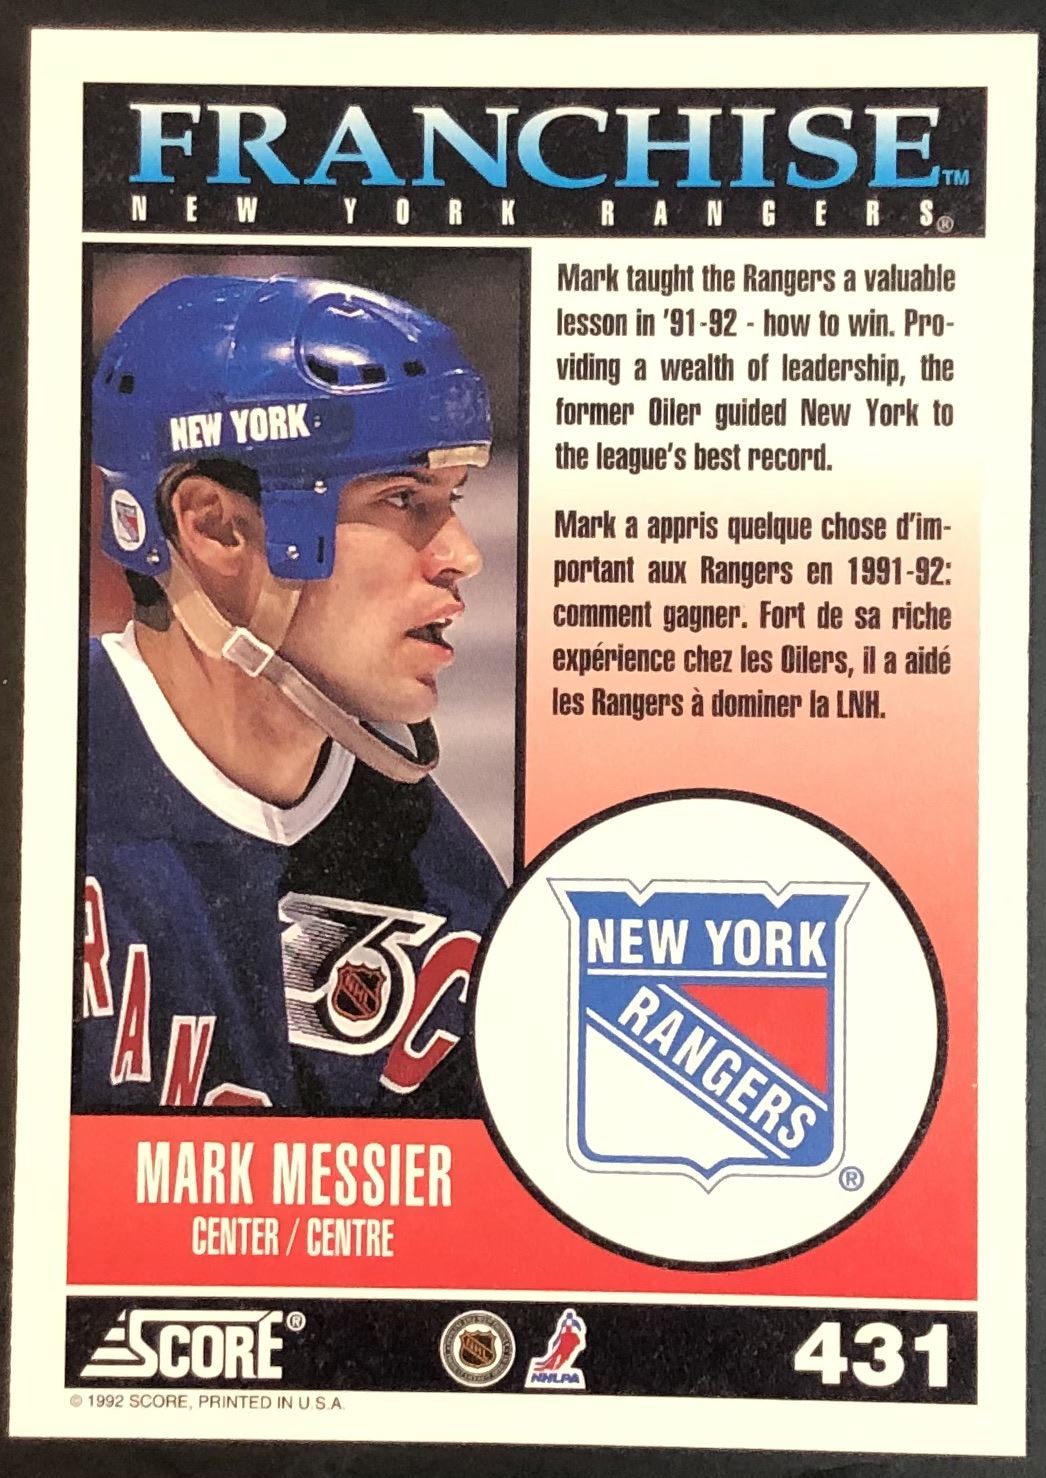 FRANCHISE™
NEW YORK RANGERS®
Mark taught the Rangers a valuable
lesson in '91-92 - how to win. Pro-
viding a wealth of leadership, the
former Oiler guided New York to
the league's best record.
Mark a appris quelque chose d'im-
portant aux Rangers en 1991-92:
comment gagner. Fort de sa riche
expérience chez les Oilers, il a aidé
les Rangers à dominer la LNH.
NEW YORK
RAN
75
NHL
C
NEW YORK
RANGERS
®
MARK MESSIER
CENTER / CENTRE
SCORE®
NHL
NHLPA
431
© 1992 SCORE, PRINTED IN U.S.A.